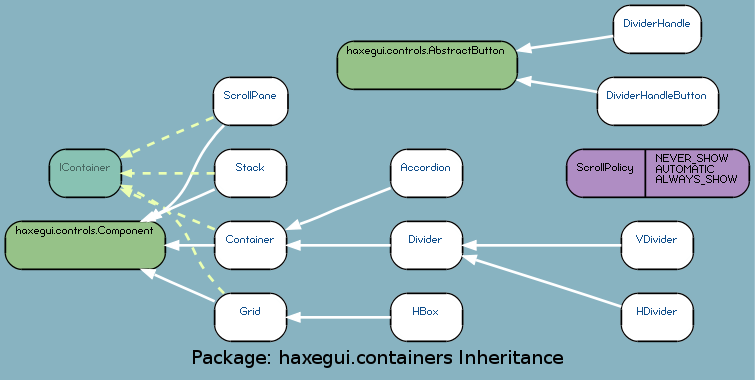 DividerHandle
haxegui.controls.AbstractButton
ScrollPane
DividerHandleButton
IContainer
Stack
Accordion
ScrollPolicy
NEVER_SHOW
AUTOMATIC
ALWAYS_SHOW
haxegui.controls.Component
Container
Divider
VDivider
Grid
HBox
HDivider
Package: haxegui.containers Inheritance